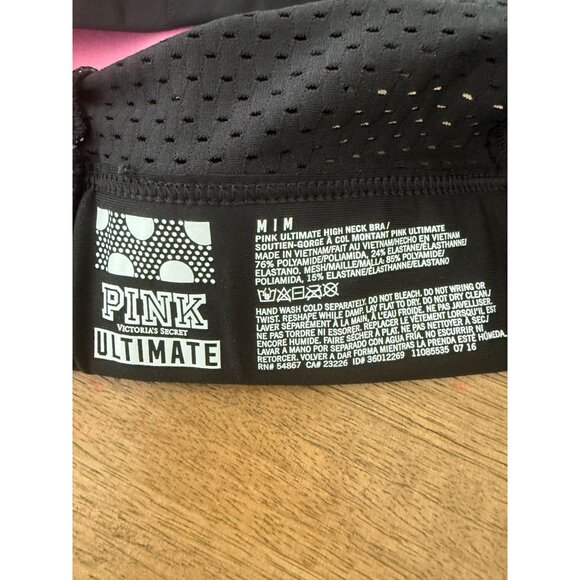 PINK
VICTORIA'S SECRET
ULTIMATE
M | M
PINK ULTIMATE HIGH NECK BRA/
SOUTIEN-GORGE À COL MONTANT PINK ULTIMATE
MADE IN VIETNAM/FAIT AU VIETNAM/HECHO EN VIETNAM
76% POLYAMIDE/POLIAMIDA, 24% ELASTANE/ÉLASTHANNE/
ELASTANO. MESH/MAILLE/MALLA: 85% POLYAMIDE/
POLIAMIDA, 15% ELASTANE/ÉLASTHANNE/ELASTANO
HAND WASH COLD SEPARATELY. DO NOT BLEACH. DO NOT WRING OR
TWIST. RESHAPE WHILE DAMP. LAY FLAT TO DRY. DO NOT DRY CLEAN./
LAVER SÉPARÉMENT À LA MAIN, À L'EAU FROIDE. NE PAS JAVELLISER.
NE PAS TORDRE NI ESSORER. REPLACER LE VÊTEMENT LORSQU'IL EST
ENCORE HUMIDE. FAIRE SÉCHER À PLAT. NE PAS NETTOYER À SEC/
LAVAR A MANO POR SEPARADO CON AGUA FRÍA. NO ESCURRIR NI
RETORCER. VOLVER A DAR FORMA MIENTRAS LA PRENDA ESTÉ HÚMEDA.
RN# 54867 CA# 23226 ID# 36012269 11085535 07 16